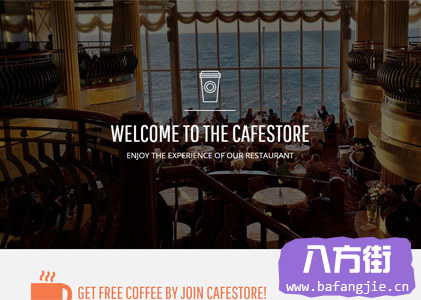 WELCOME TO THE CAFESTORE
ENJOY THE EXPERIENCE OF OUR RESTAURANT
GET FREE COFFEE BY JOIN CAFESTORE!
八方街
www.bafangjie.cn